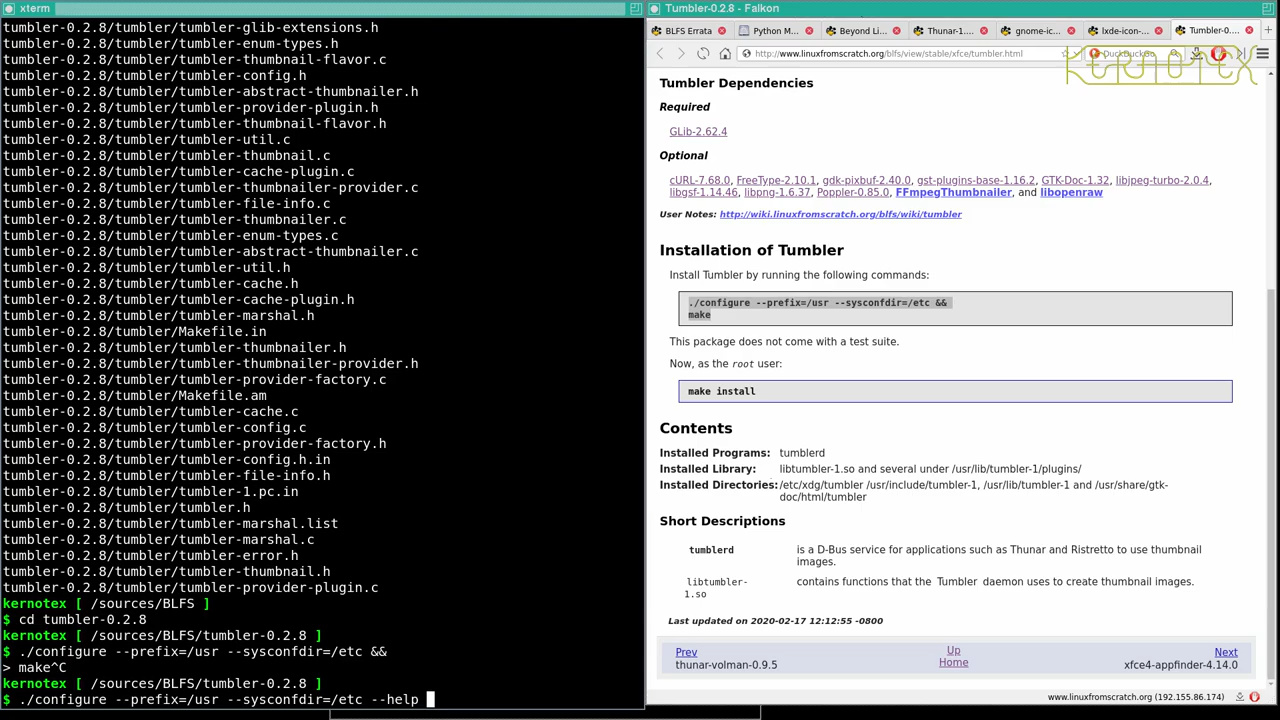 xterm
tumbler-0.2.8/tumbler/tumbler-glib-extensions.h
tumbler-0.2.8/tumbler/tumbler-enum-types.h
tumbler-0.2.8/tumbler/tumbler-thumbnail-flavor.c
tumbler-0.2.8/tumbler/tumbler-config.h
tumbler-0.2.8/tumbler/tumbler-abstract-thumbnailer.h
tumbler-0.2.8/tumbler/tumbler-provider-plugin.h
tumbler-0.2.8/tumbler/tumbler-thumbnail-flavor.h
tumbler-0.2.8/tumbler/tumbler-util.c
tumbler-0.2.8/tumbler/tumbler-thumbnail.c
tumbler-0.2.8/tumbler/tumbler-cache-plugin.c
tumbler-0.2.8/tumbler/tumbler-thumbnailer-provider.c
tumbler-0.2.8/tumbler/tumbler-file-info.c
tumbler-0.2.8/tumbler/tumbler-thumbnailer.c
tumbler-0.2.8/tumbler/tumbler-enum-types.c
tumbler-0.2.8/tumbler/tumbler-abstract-thumbnailer.c
tumbler-0.2.8/tumbler/tumbler-util.h
tumbler-0.2.8/tumbler/tumbler-cache.h
tumbler-0.2.8/tumbler/tumbler-cache-plugin.h
tumbler-0.2.8/tumbler/tumbler-marshal.h
tumbler-0.2.8/tumbler/Makefile.in
tumbler-0.2.8/tumbler/tumbler-thumbnailer.h
tumbler-0.2.8/tumbler/tumbler-thumbnailer-provider.h
tumbler-0.2.8/tumbler/tumbler-provider-factory.c
tumbler-0.2.8/tumbler/Makefile.am
tumbler-0.2.8/tumbler/tumbler-cache.c
tumbler-0.2.8/tumbler/tumbler-config.c
tumbler-0.2.8/tumbler/tumbler-provider-factory.h
tumbler-0.2.8/tumbler/tumbler-config.h.in
tumbler-0.2.8/tumbler/tumbler-file-info.h
tumbler-0.2.8/tumbler/tumbler-1.pc.in
tumbler-0.2.8/tumbler/tumbler.h
tumbler-0.2.8/tumbler/tumbler-marshal.list
tumbler-0.2.8/tumbler/tumbler-marshal.c
tumbler-0.2.8/tumbler/tumbler-error.h
tumbler-0.2.8/tumbler/tumbler-thumbnail.h
tumbler-0.2.8/tumbler/tumbler-provider-plugin.c
kernotex [ /sources/BLFS ]
$ cd tumbler-0.2.8
kernotex [ /sources/BLFS/tumbler-0.2.8 ]
$ ./configure --prefix=/usr --sysconfdir=/etc &&
> make^C
kernotex [ /sources/BLFS/tumbler-0.2.8 ]
$ ./configure --prefix=/usr --sysconfdir=/etc --help
Tumbler-0.2.8 - Falkon
BLFS Errata Python M... Beyond Li... Thunar-1.... gnome-ic... lxde-icon-... Tumbler-0....
http://www.linuxfromscratch.org/blfs/view/stable/xfce/tumbler.html DuckDuckGo
KERNOTEX
Tumbler Dependencies
Required
GLib-2.62.4
Optional
cURL-7.68.0, FreeType-2.10.1, gdk-pixbuf-2.40.0, gst-plugins-base-1.16.2, GTK-Doc-1.32, libjpeg-turbo-2.0.4,
libgsf-1.14.46, libpng-1.6.37, Poppler-0.85.0, FFmpegThumbnailer, and libopenraw
User Notes: http://wiki.linuxfromscratch.org/blfs/wiki/tumbler
Installation of Tumbler
Install Tumbler by running the following commands:
./configure --prefix=/usr --sysconfdir=/etc &&
make
This package does not come with a test suite.
Now, as the root user:
make install
Contents
Installed Programs: tumblerd
Installed Library: libtumbler-1.so and several under /usr/lib/tumbler-1/plugins/
Installed Directories: /etc/xdg/tumbler /usr/include/tumbler-1, /usr/lib/tumbler-1 and /usr/share/gtk-
doc/html/tumbler
Short Descriptions
tumblerd is a D-Bus service for applications such as Thunar and Ristretto to use thumbnail
images.
libtumbler- contains functions that the Tumbler daemon uses to create thumbnail images.
1.so
Last updated on 2020-02-17 12:12:55 -0800
Prev Up Next
thunar-volman-0.9.5 Home xfce4-appfinder-4.14.0
www.linuxfromscratch.org (192.155.86.174)